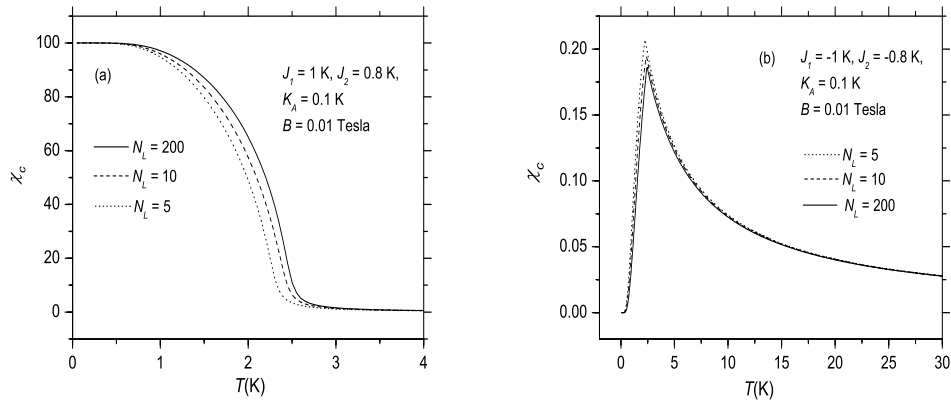 100
80
60
40
20
0
χc
(a)
J1 = 1 K, J2 = 0.8 K,
KA = 0.1 K
B = 0.01 Tesla
NL = 200
NL = 10
NL = 5
0 1 2 3 4
T(K)
0.20
0.15
0.10
0.05
0.00
χc
(b)
J1 = -1 K, J2 = -0.8 K,
KA = 0.1 K
B = 0.01 Tesla
NL = 5
NL = 10
NL = 200
0 5 10 15 20 25 30
T(K)